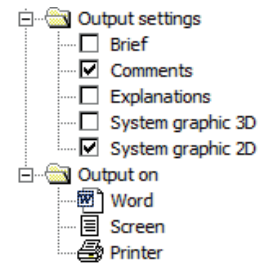 Output settings
Brief
Comments
Explanations
System graphic 3D
System graphic 2D
Output on
Word
Screen
Printer